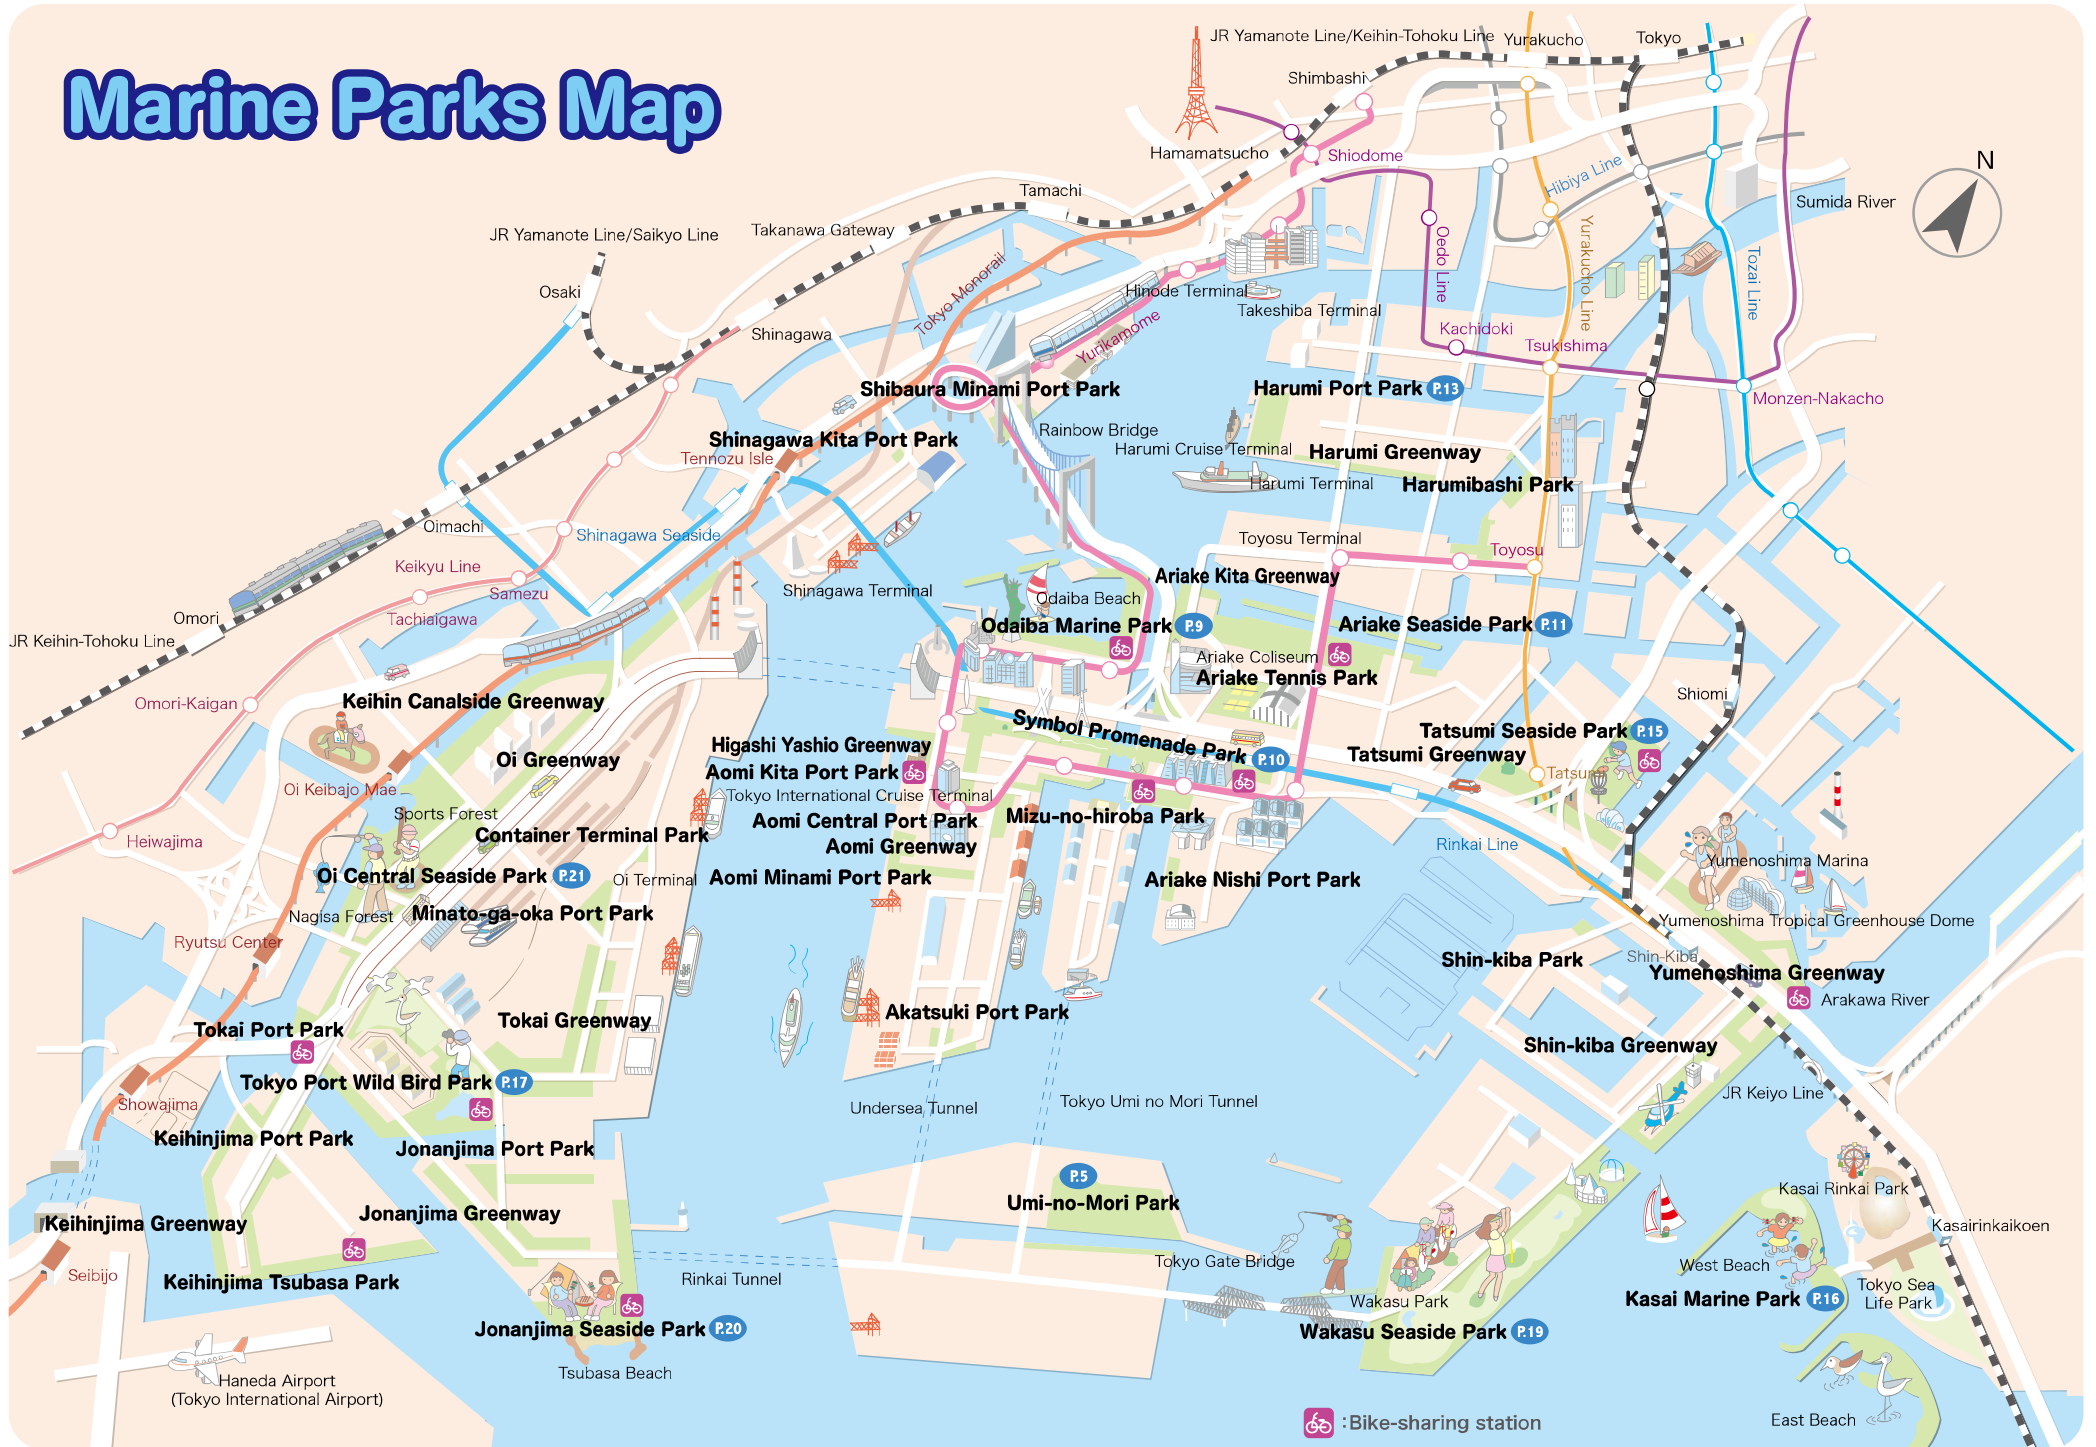 Marine Parks Map
JR Yamanote Line/Keihin-Tohoku Line
Yurakucho
Tokyo
Shimbashi
Hamamatsucho
Shiodome
N
Hibiya Line
Sumida River
Tamachi
Takanawa Gateway
JR Yamanote Line/Saikyo Line
Oedo Line
Yurakucho Line
Tozai Line
Tokyo Monorail
Osaki
Hinode Terminal
Takeshiba Terminal
Shinagawa
Yurikamome
Kachidoki
Tsukishima
Shibaura Minami Port Park
Harumi Port Park P.13
Monzen-Nakacho
Rainbow Bridge
Shinagawa Kita Port Park
Harumi Cruise Terminal
Harumi Greenway
Tennozu Isle
Harumi Terminal
Harumibashi Park
Oimachi
Shinagawa Seaside
Toyosu Terminal
Toyosu
Keikyu Line
Ariake Kita Greenway
Samezu
Shinagawa Terminal
Odaiba Beach
Tachiaigawa
Omori
Odaiba Marine Park P.9
Ariake Seaside Park P.11
JR Keihin-Tohoku Line
Ariake Coliseum
Ariake Tennis Park
Shiomi
Omori-Kaigan
Keihin Canalside Greenway
Symbol Promenade Park P.10
Tatsumi Seaside Park P.15
Higashi Yashio Greenway
Tatsumi Greenway
Oi Greenway
Aomi Kita Port Park
Tatsumi
Oi Keibajo Mae
Tokyo International Cruise Terminal
Sports Forest
Mizu-no-hiroba Park
Aomi Central Port Park
Container Terminal Park
Heiwajima
Aomi Greenway
Rinkai Line
Yumenoshima Marina
Oi Central Seaside Park P.21
Oi Terminal
Aomi Minami Port Park
Ariake Nishi Port Park
Nagisa Forest
Minato-ga-oka Port Park
Yumenoshima Tropical Greenhouse Dome
Ryutsu Center
Shin-kiba Park
Shin-Kiba
Yumenoshima Greenway
Arakawa River
Akatsuki Port Park
Tokai Greenway
Tokai Port Park
Shin-kiba Greenway
Tokyo Port Wild Bird Park P.17
JR Keiyo Line
Showajima
Undersea Tunnel
Tokyo Umi no Mori Tunnel
Keihinjima Port Park
Jonanjima Port Park
P.5
Umi-no-Mori Park
Kasai Rinkai Park
Jonanjima Greenway
Keihinjima Greenway
Kasairinkaikoen
Tokyo Gate Bridge
West Beach
Seibijo
Rinkai Tunnel
Keihinjima Tsubasa Park
Wakasu Park
Kasai Marine Park P.16
Tokyo Sea
Life Park
Jonanjima Seaside Park P.20
Wakasu Seaside Park P.19
Tsubasa Beach
Haneda Airport
(Tokyo International Airport)
East Beach
:Bike-sharing station